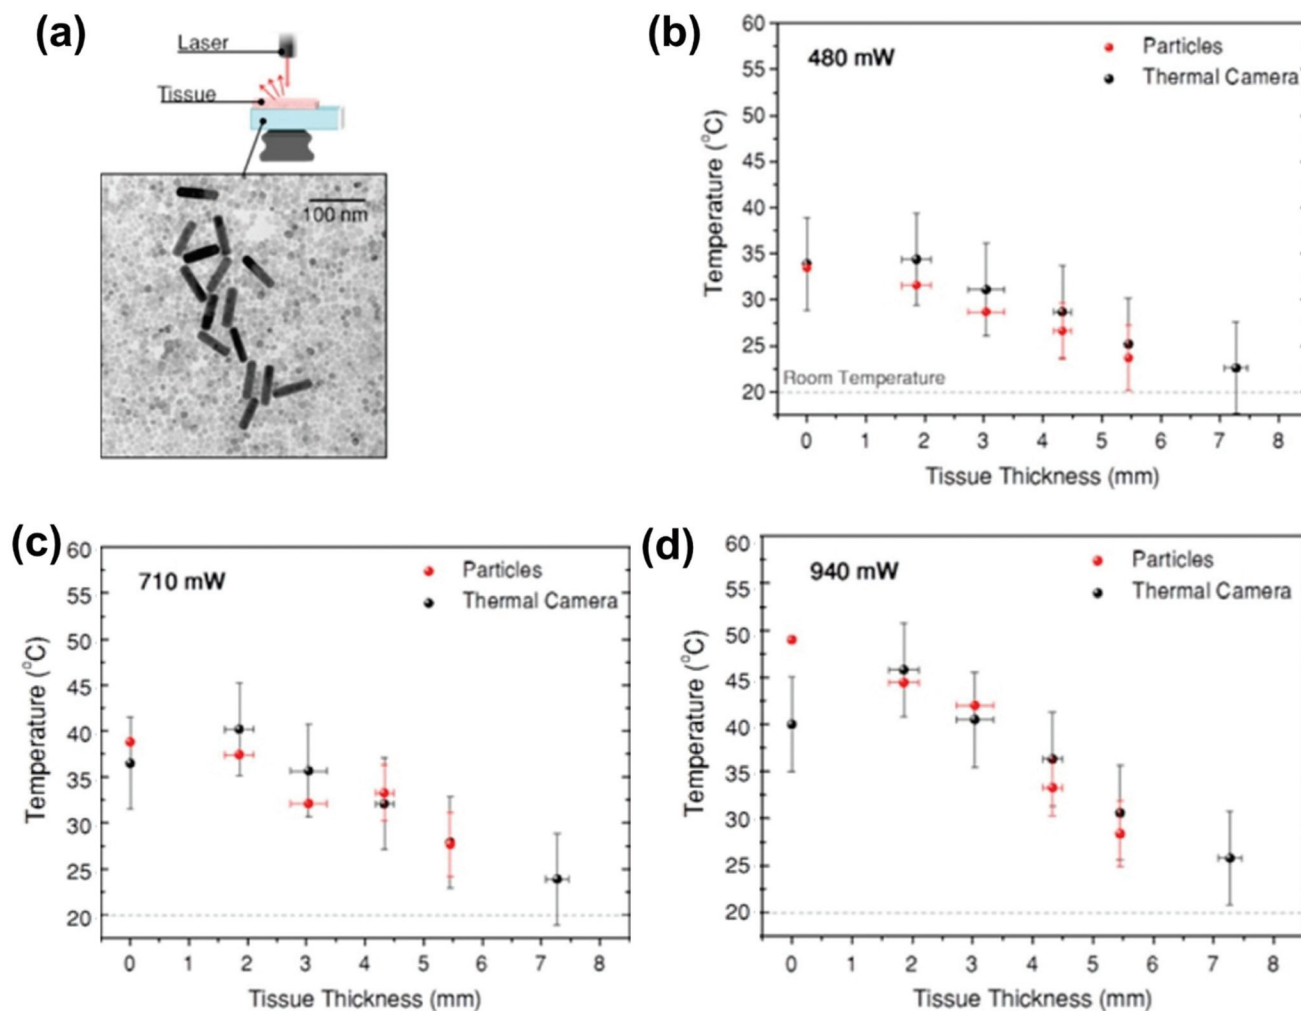 (a)
Laser
Tissue
100 nm
(b)
480 mW
Particles
Thermal Camera
60
55
50
45
40
35
30
25
20
Temperature (°C)
Room Temperature
0 1 2 3 4 5 6 7 8
Tissue Thickness (mm)
(c)
710 mW
Particles
Thermal Camera
60
55
50
45
40
35
30
25
20
Temperature (°C)
0 1 2 3 4 5 6 7 8
Tissue Thickness (mm)
(d)
940 mW
Particles
Thermal Camera
60
55
50
45
40
35
30
25
20
Temperature (°C)
0 1 2 3 4 5 6 7 8
Tissue Thickness (mm)